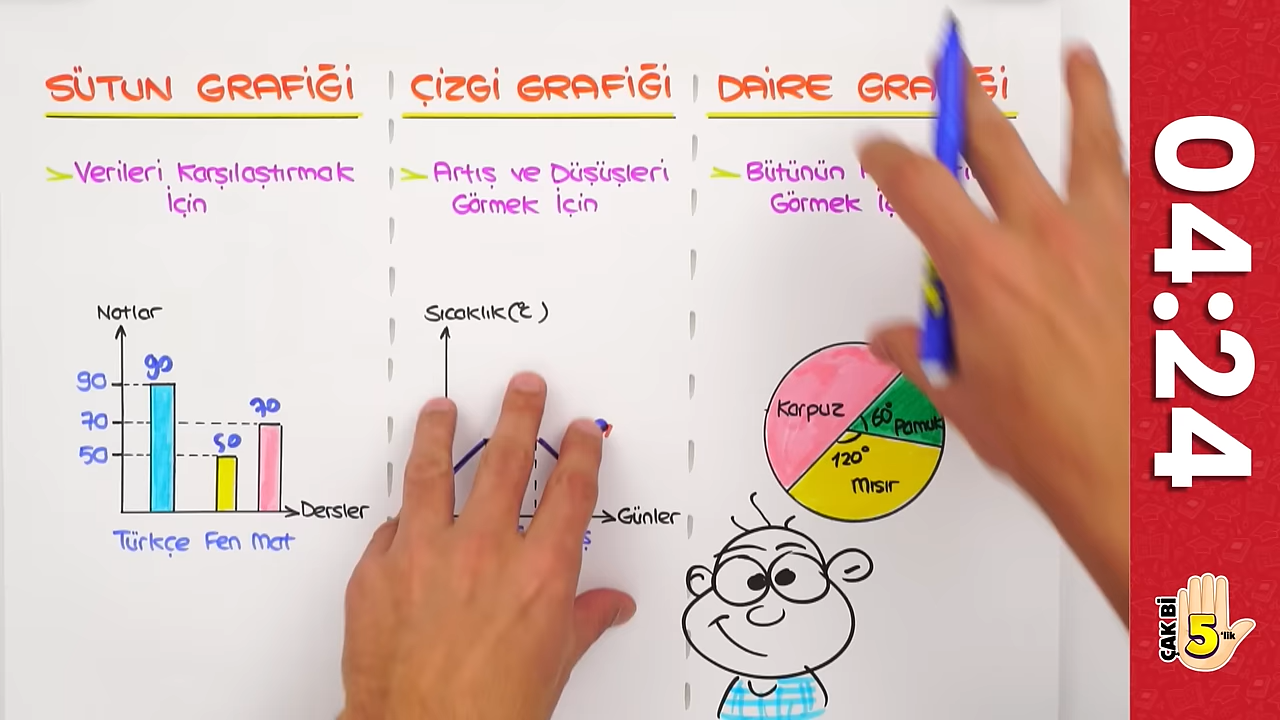 SÜTUN GRAFİĞİ
Verileri Karşılaştırmak
İçin
Notlar
90
70
50
90
50
70
Dersler
Türkçe Fen Mat
ÇİZGİ GRAFİĞİ
Artış ve Düşüşleri
Görmek İçin
Sıcaklık(℃)
Günler
DAİRE
Bütünün
Görmek
Karpuz
60°
Pamuk
120°
Mısır
04:24
ÇAK Bİ
5'lik